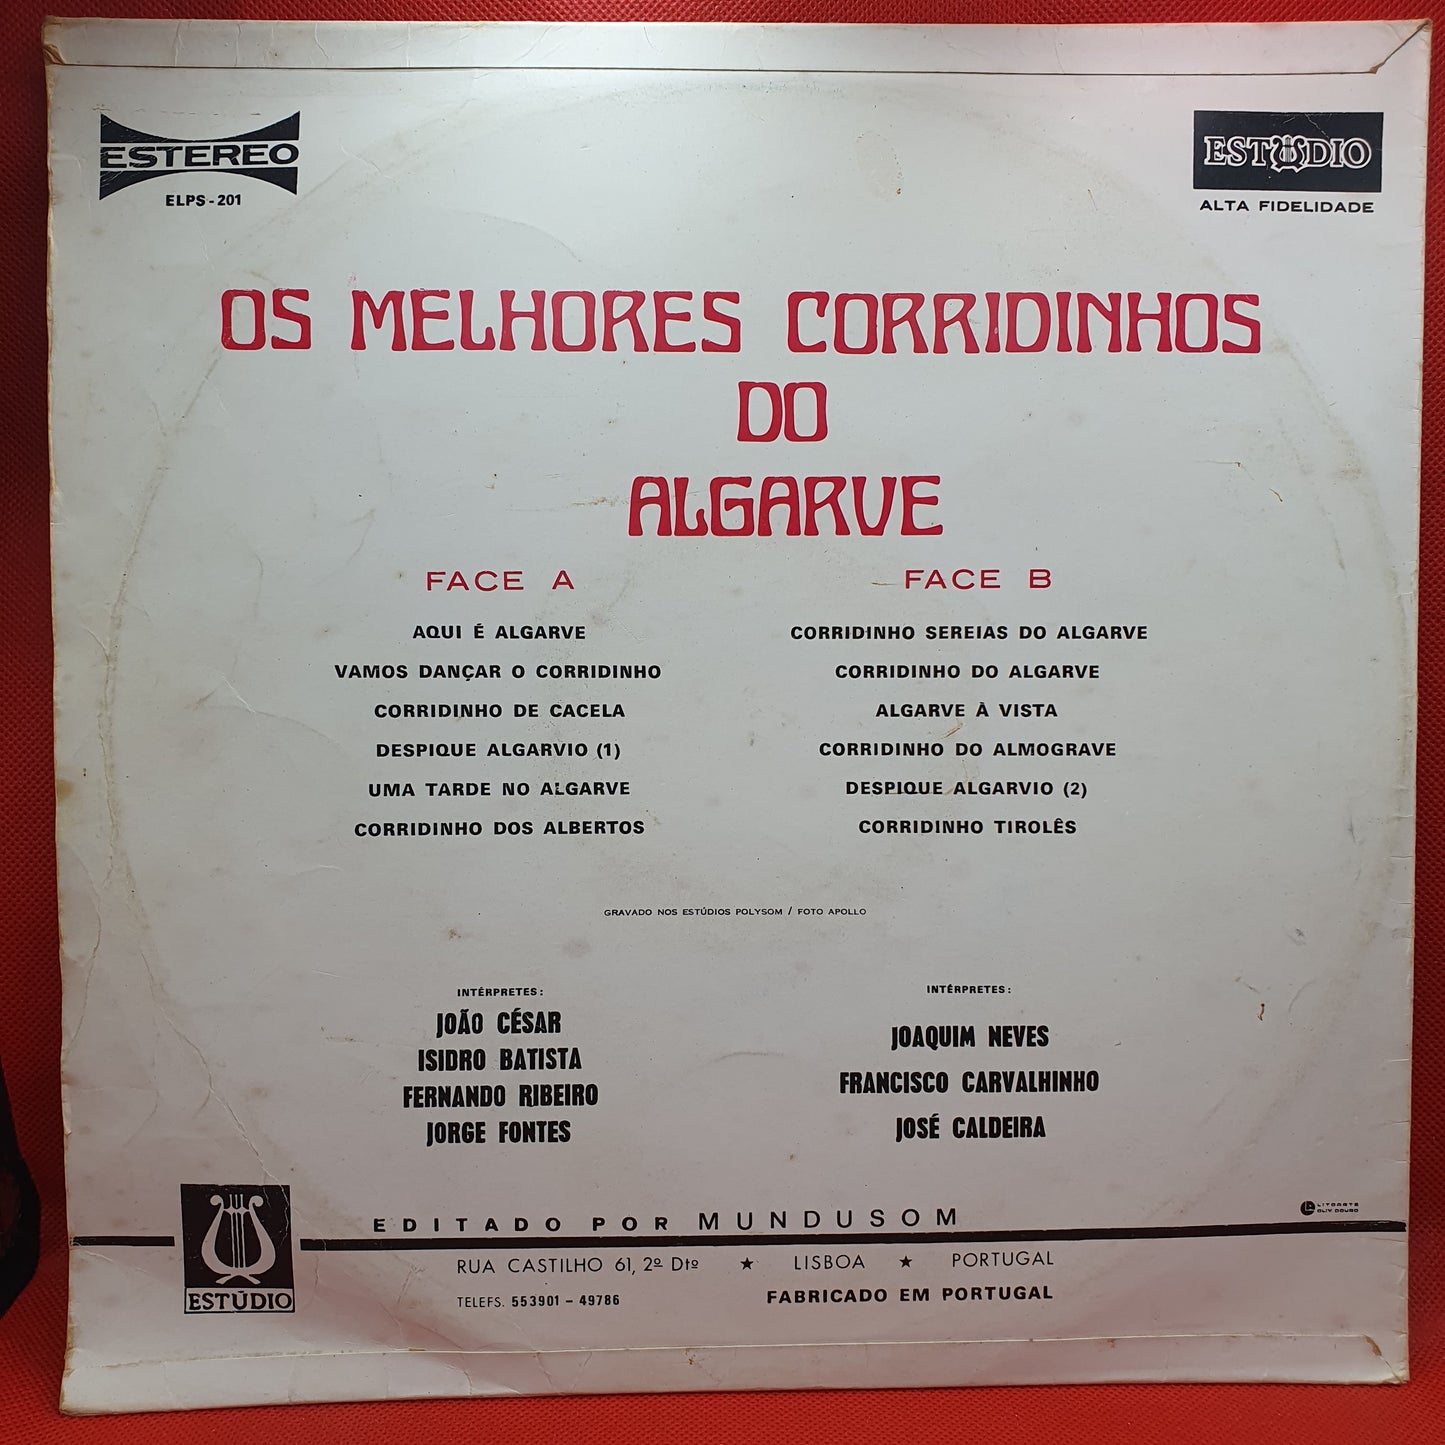 ESTEREO
ELPS - 201
ESTUDIO
ALTA FIDELIDADE
OS MELHORES CORRIDINHOS
DO
ALGARVE
FACE A
AQUI É ALGARVE
VAMOS DANÇAR O CORRIDINHO
CORRIDINHO DE CACELA
DESPIQUE ALGARVIO (1)
UMA TARDE NO ALGARVE
CORRIDINHO DOS ALBERTOS
FACE B
CORRIDINHO SEREIAS DO ALGARVE
CORRIDINHO DO ALGARVE
ALGARVE À VISTA
CORRIDINHO DO ALMOGRAVE
DESPIQUE ALGARVIO (2)
CORRIDINHO TIROLÊS
GRAVADO NOS ESTÚDIOS POLYSOM / FOTO APOLLO
INTÉRPRETES:
JOÃO CÉSAR
ISIDRO BATISTA
FERNANDO RIBEIRO
JORGE FONTES
INTÉRPRETES:
JOAQUIM NEVES
FRANCISCO CARVALHINHO
JOSÉ CALDEIRA
LITOARTE
RUY DOURO
ESTÚDIO
EDITADO POR MUNDUSOM
RUA CASTILHO 61, 2º Dtº ★ LISBOA ★ PORTUGAL
TELEFS. 553901 – 49786 FABRICADO EM PORTUGAL